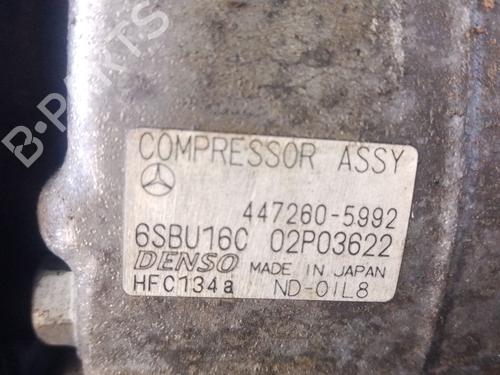 B-PARTS
COMPRESSOR ASSY
447260-5992
6SBU16C 02P03622
DENSO MADE IN JAPAN
HFC134a ND-OIL8